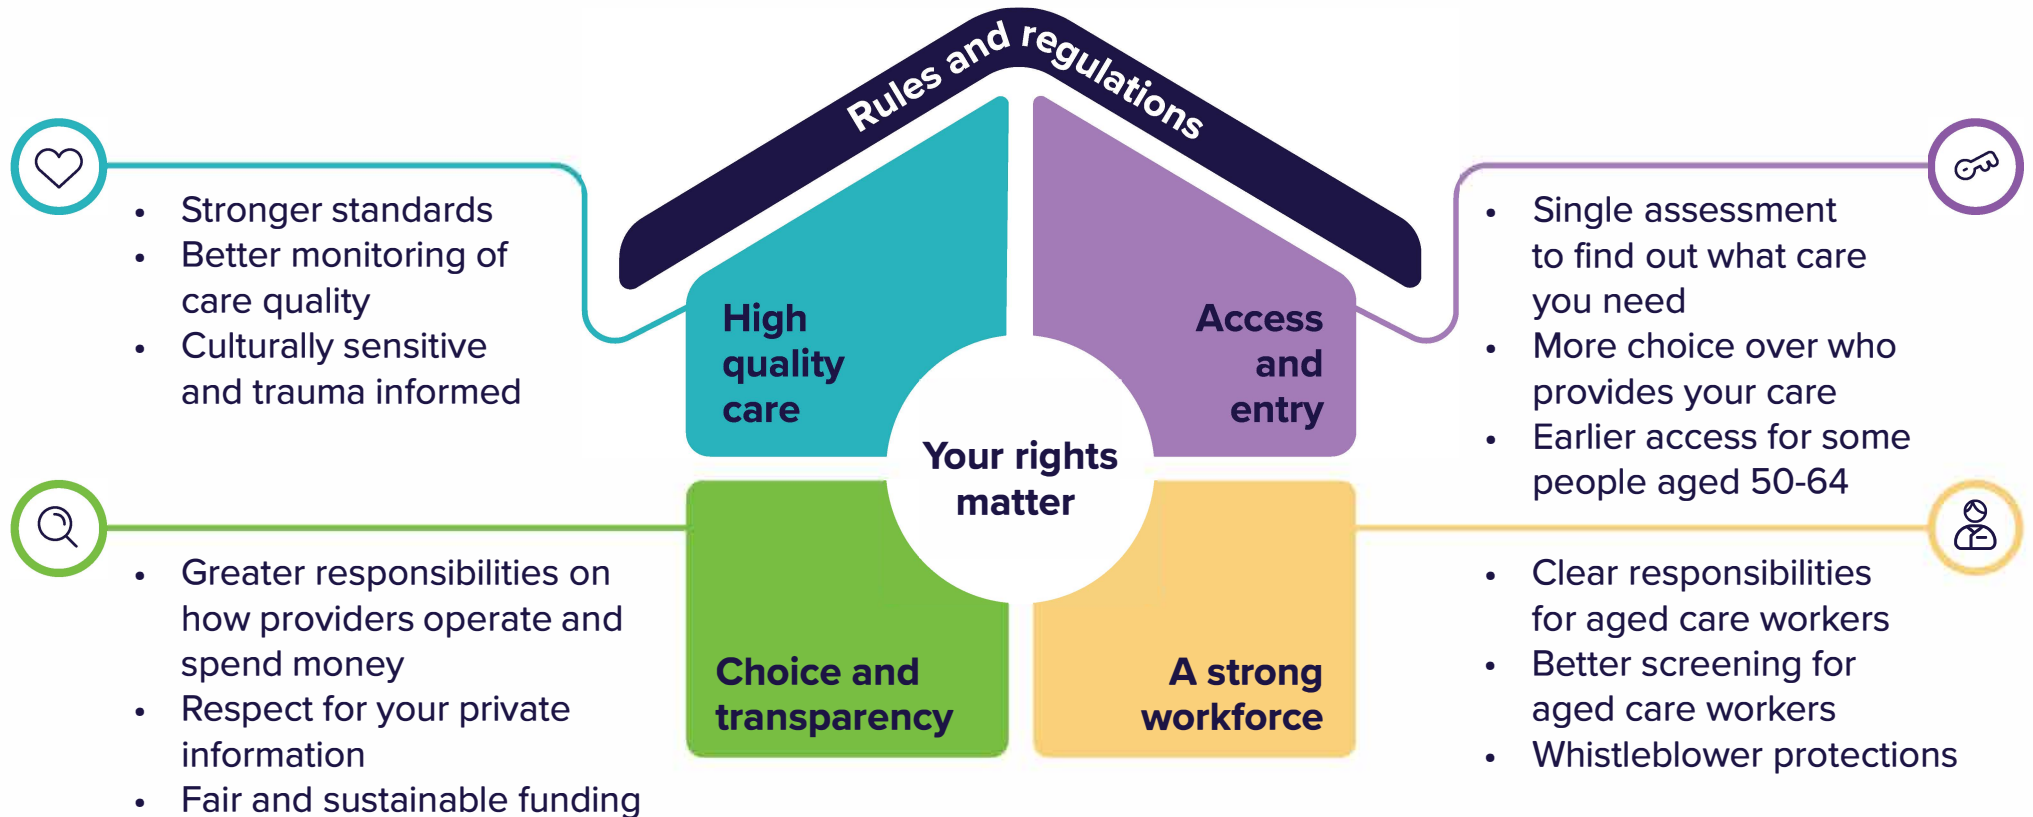 Rules and regulations
• Stronger standards
• Better monitoring of
care quality
• Culturally sensitive
and trauma informed
High
quality
care
Access
and
entry
• Single assessment
to find out what care
you need
• More choice over who
provides your care
• Earlier access for some
people aged 50-64
Your rights
matter
• Greater responsibilities on
how providers operate and
spend money
• Respect for your private
information
• Fair and sustainable funding
Choice and
transparency
A strong
workforce
• Clear responsibilities
for aged care workers
• Better screening for
aged care workers
• Whistleblower protections